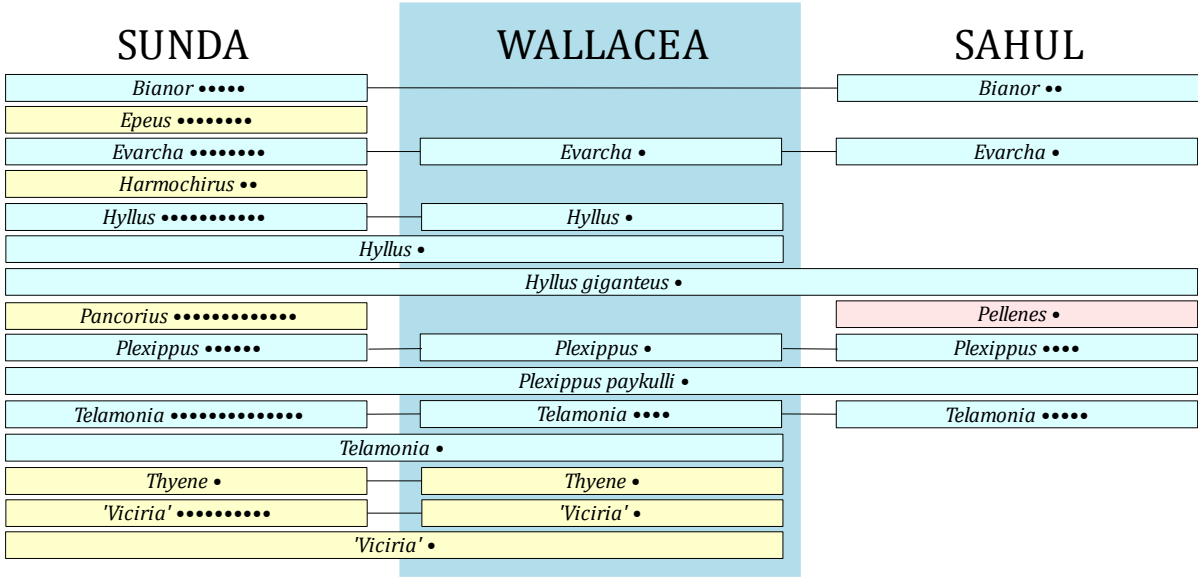 SUNDA WALLACEA SAHUL
Bianor ••••• Bianor ••
Epeus ••••••••
Evarcha •••••••• Evarcha • Evarcha •
Harmochirus ••
Hyllus ••••••••••• Hyllus •
Hyllus •
Hyllus giganteus •
Pancorius ••••••••••••• Pellenes •
Plexippus •••••• Plexippus • Plexippus ••••
Plexippus paykulli •
Telamonia •••••••••••••• Telamonia •••• Telamonia •••••
Telamonia •
Thyene • Thyene •
'Viciria' •••••••••• 'Viciria' •
'Viciria' •